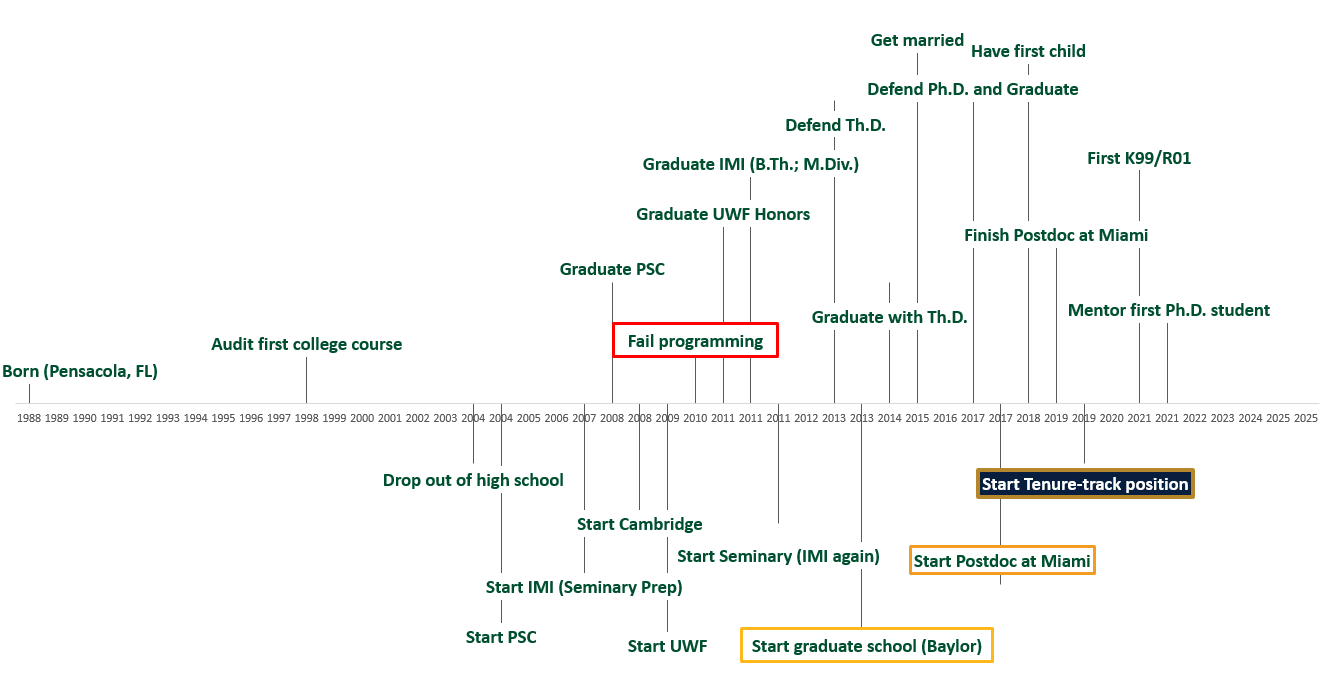 Get married
Have first child
Defend Ph.D. and Graduate
Defend Th.D.
First K99/R01
Graduate IMI (B.Th.; M.Div.)
Graduate UWF Honors
Finish Postdoc at Miami
Graduate PSC
Mentor first Ph.D. student
Graduate with Th.D.
Fail programming
Audit first college course
Born (Pensacola, FL)
1988 1989 1990 1991 1992 1993 1994 1995 1996 1997 1998 1999 2000 2001 2002 2003 2004 2004 2005 2006 2007 2008 2008 2009 2010 2011 2011 2011 2012 2013 2013 2014 2015 2016 2017 2017 2018 2019 2019 2020 2021 2021 2022 2023 2024 2025 2025
Drop out of high school
Start Tenure-track position
Start Cambridge
Start Seminary (IMI again)
Start Postdoc at Miami
Start IMI (Seminary Prep)
Start PSC
Start UWF
Start graduate school (Baylor)